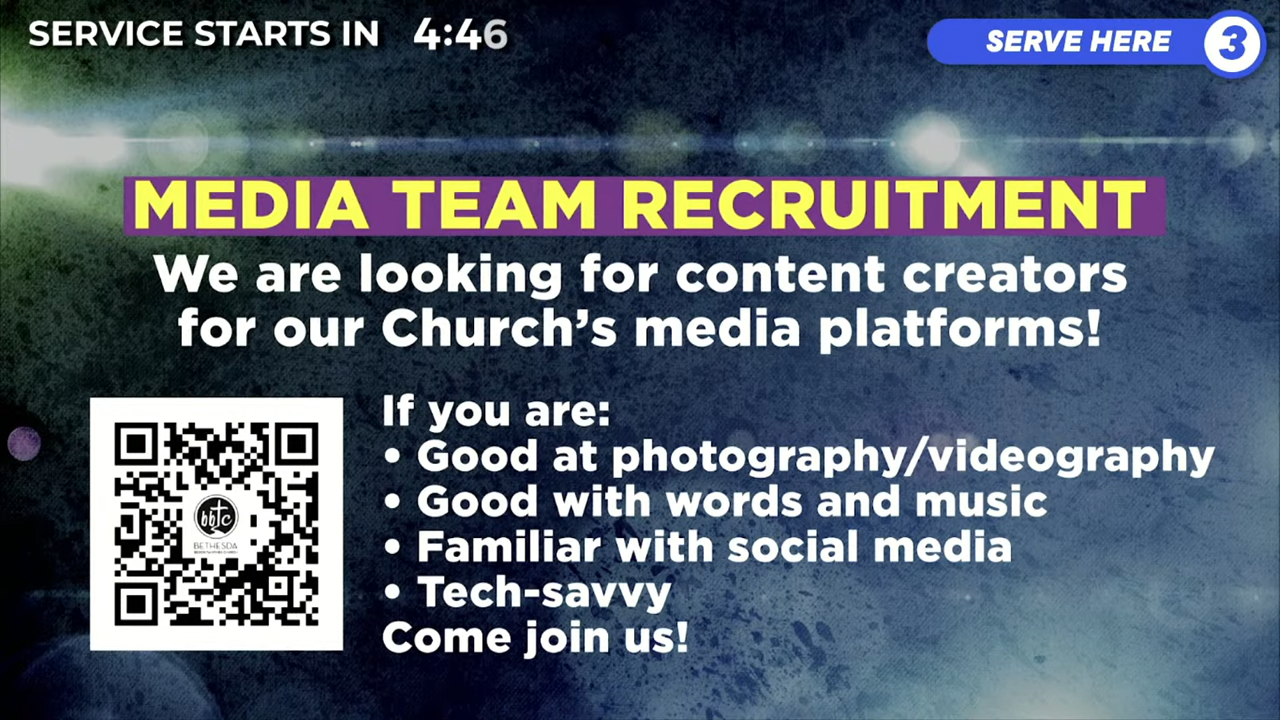 SERVICE STARTS IN 4:46
SERVE HERE 3
MEDIA TEAM RECRUITMENT
We are looking for content creators
for our Church’s media platforms!
If you are:
• Good at photography/videography
• Good with words and music
• Familiar with social media
• Tech-savvy
Come join us!
bbtc
BETHESDA